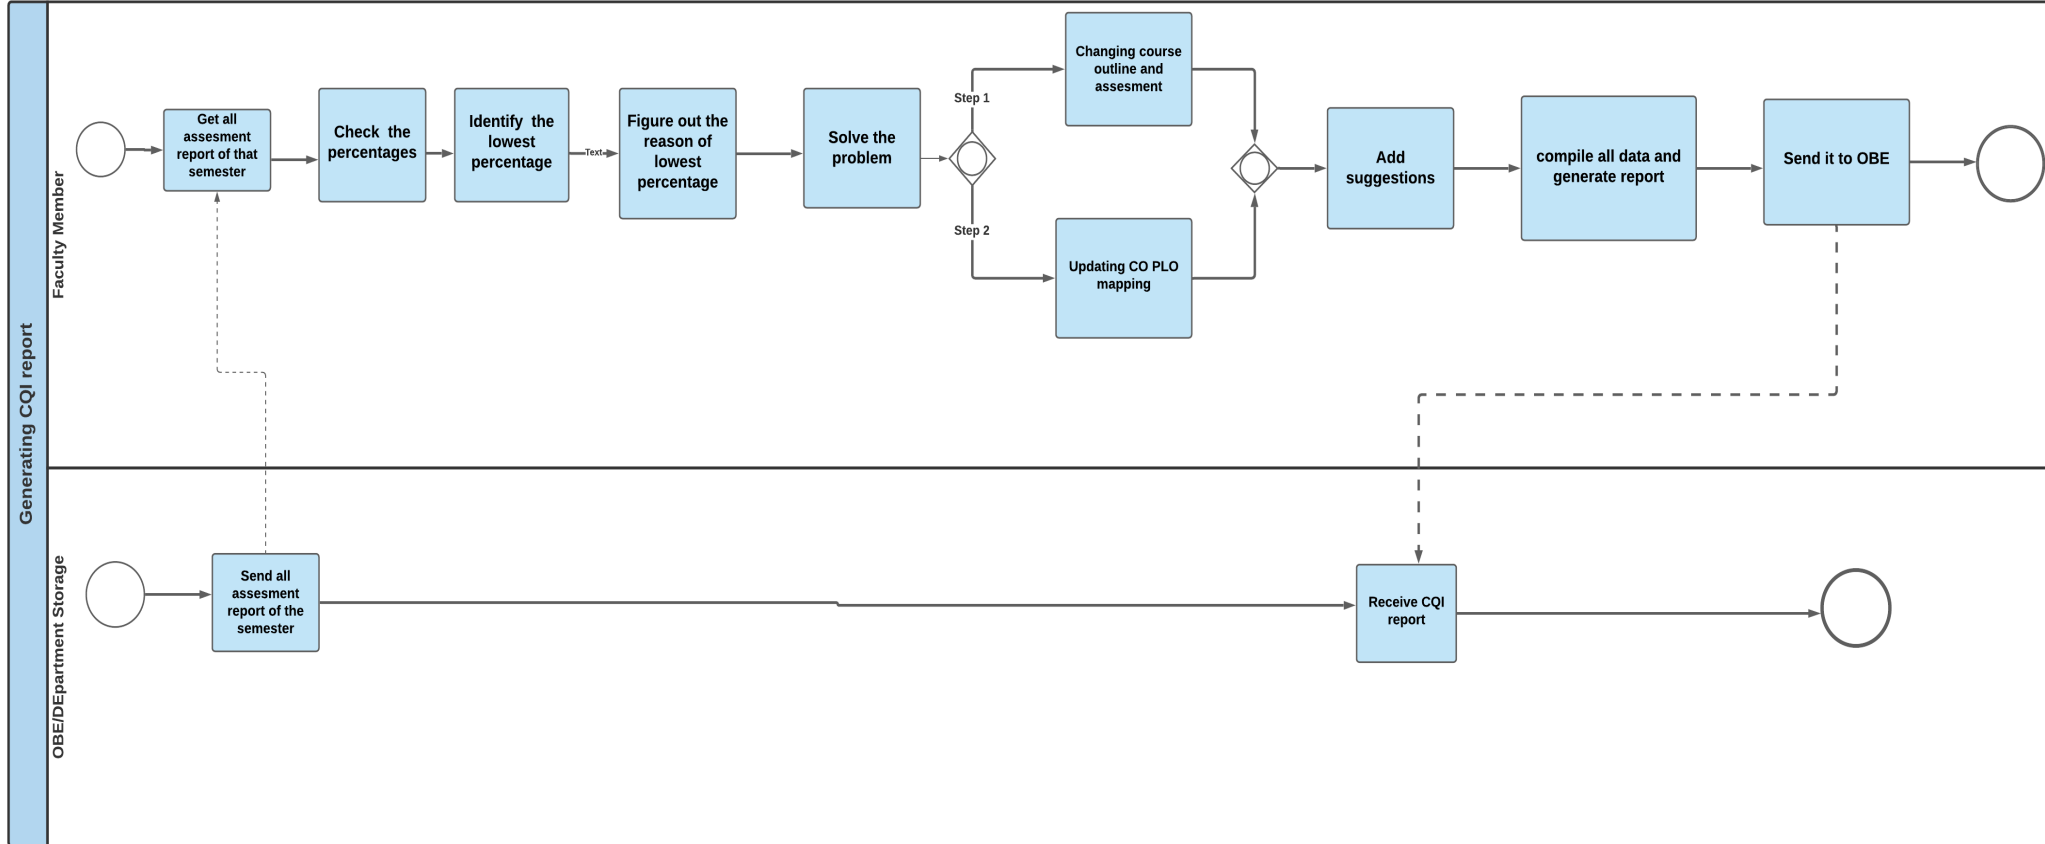 Generating CQI report
Faculty Member
Get all
assesment
report of that
semester
Check  the
percentages
Identify  the
lowest
percentage
Text
Figure out the
reason of
lowest
percentage
Solve the
problem
Step 1
Step 2
Changing course
outline and
assesment
Updating CO PLO
mapping
Add
suggestions
compile all data and
generate report
Send it to OBE
OBE/DEpartment Storage
Send all
assesment
report of the
semester
Receive CQI
report